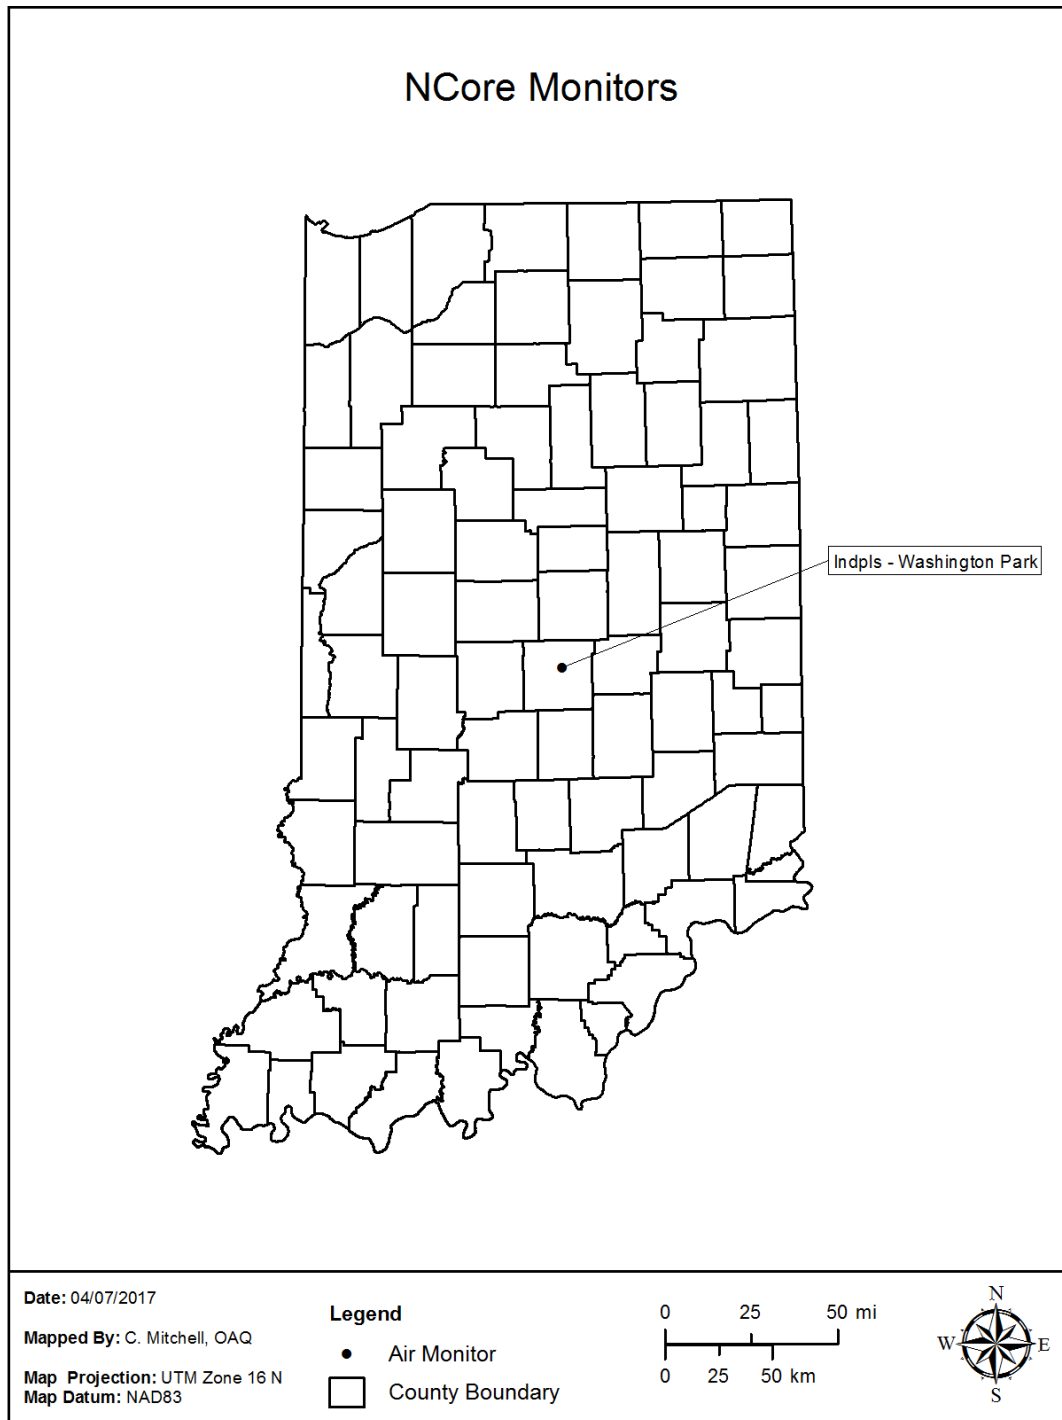 NCore Monitors
Indpls - Washington Park
Date: 04/07/2017
Mapped By: C. Mitchell, OAQ
Map Projection: UTM Zone 16 N
Map Datum: NAD83
Legend
Air Monitor
County Boundary
0 25 50 mi
0 25 50 km
N
W E
S